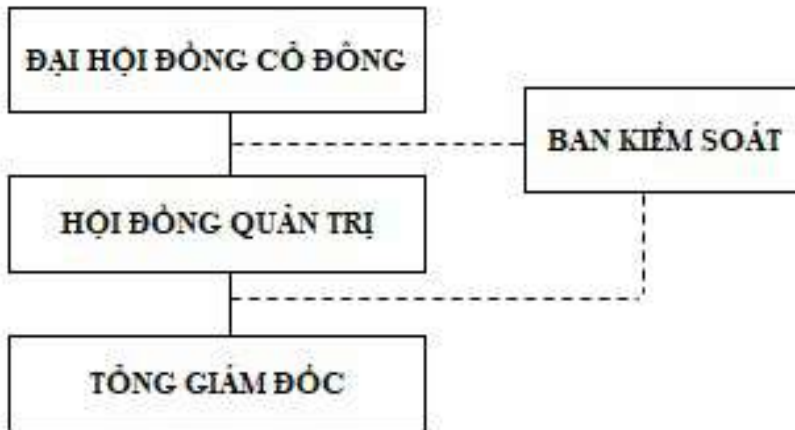 ĐẠI HỘI ĐỒNG CỔ ĐÔNG
BAN KIỂM SOÁT
HỘI ĐỒNG QUẢN TRỊ
TỔNG GIÁM ĐỐC